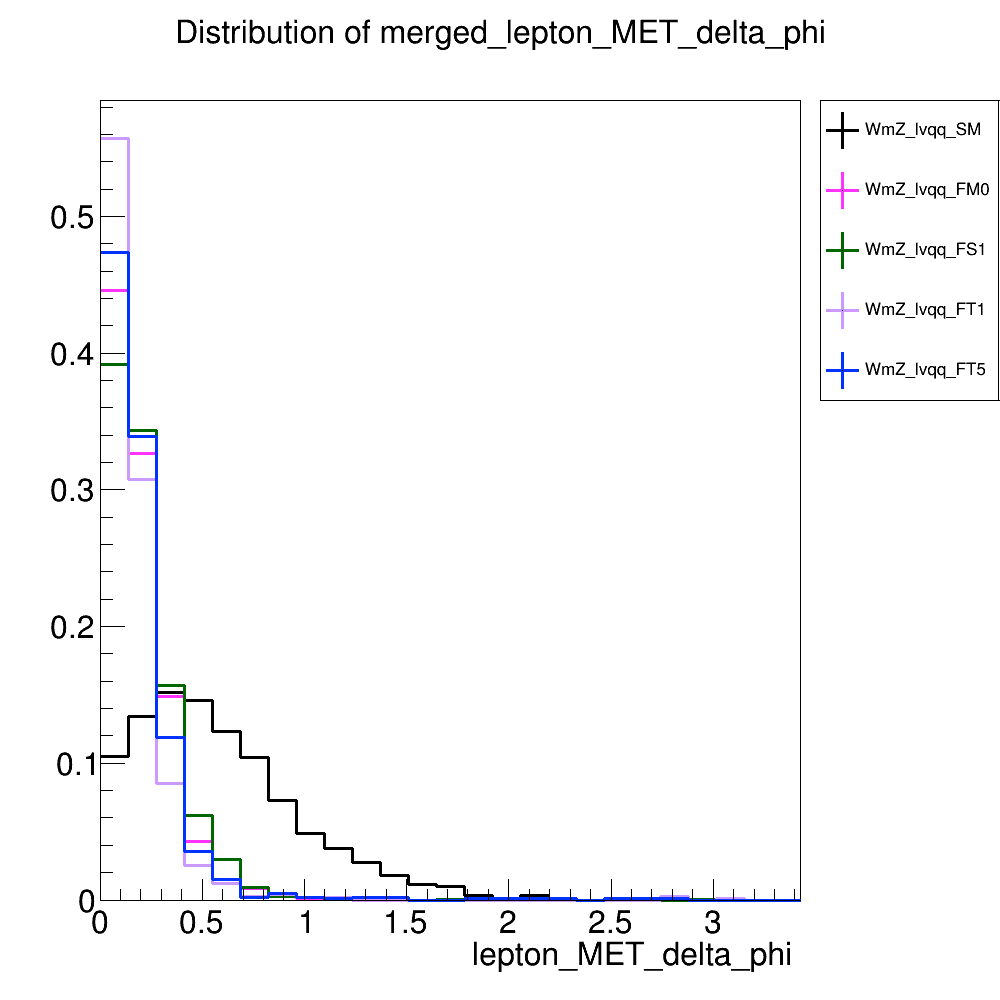 Distribution of merged_lepton_MET_delta_phi
WmZ_lvqq_SM
WmZ_lvqq_FM0
WmZ_lvqq_FS1
WmZ_lvqq_FT1
WmZ_lvqq_FT5
0.5
0.4
0.3
0.2
0.1
0
0 0.5 1 1.5 2 2.5 3
lepton_MET_delta_phi